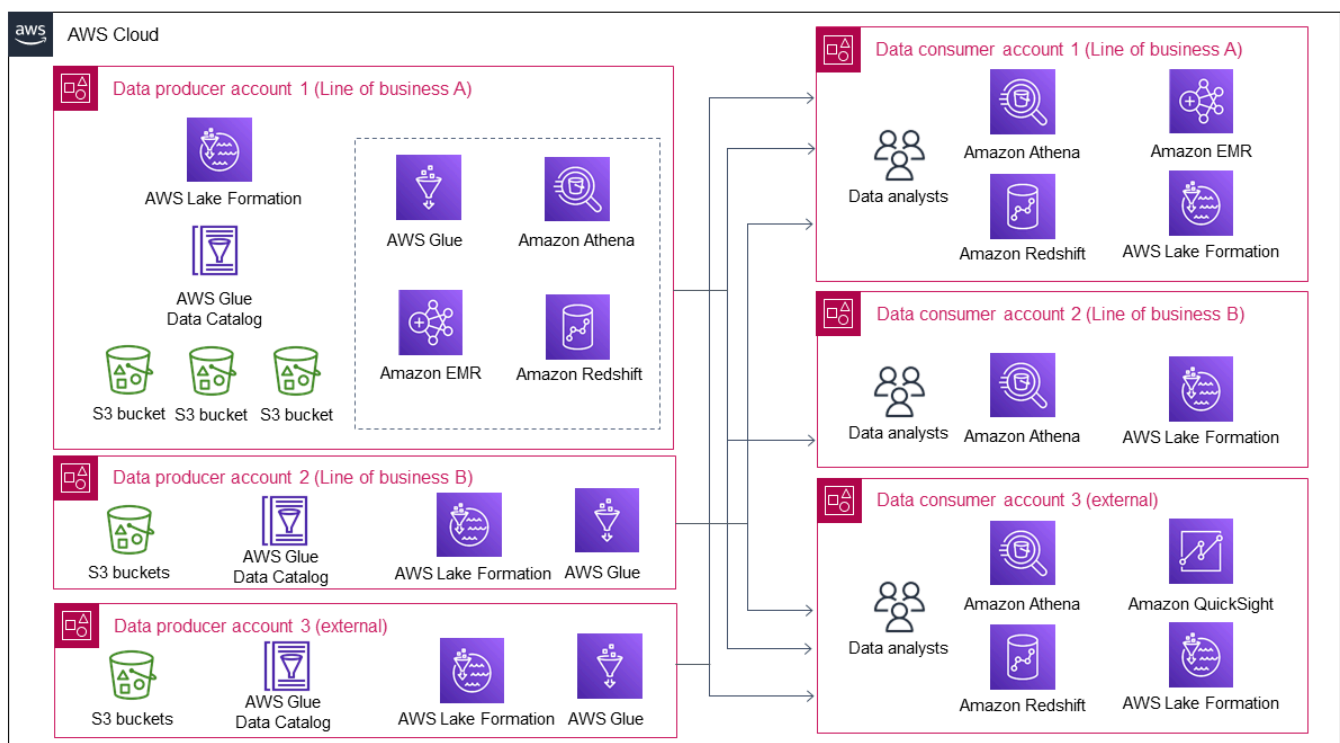 aws
AWS Cloud
Data producer account 1 (Line of business A)
AWS Lake Formation
AWS Glue
Data Catalog
S3 bucket
S3 bucket
S3 bucket
AWS Glue
Amazon Athena
Amazon EMR
Amazon Redshift
Data producer account 2 (Line of business B)
S3 buckets
AWS Glue
Data Catalog
AWS Lake Formation
AWS Glue
Data producer account 3 (external)
S3 buckets
AWS Glue
Data Catalog
AWS Lake Formation
AWS Glue
Data consumer account 1 (Line of business A)
Data analysts
Amazon Athena
Amazon EMR
Amazon Redshift
AWS Lake Formation
Data consumer account 2 (Line of business B)
Data analysts
Amazon Athena
AWS Lake Formation
Data consumer account 3 (external)
Data analysts
Amazon Athena
Amazon QuickSight
Amazon Redshift
AWS Lake Formation